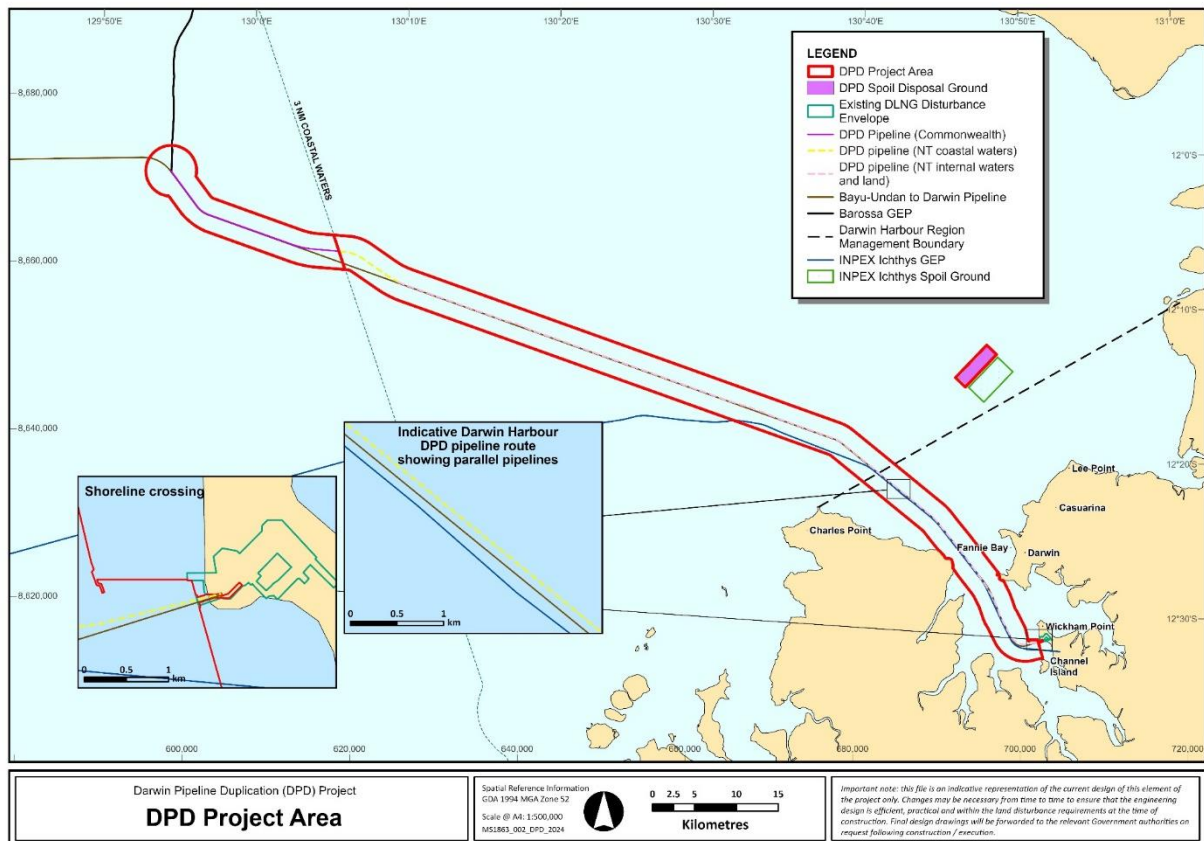 129°50'E
130°0'E
130°10'E
130°20'E
130°30'E
130°40'E
130°50'E
131°0'E
8,680,000
8,660,000
8,640,000
8,620,000
12°0'S
12°10'S
12°20'S
12°30'S
3 NM COASTAL WATERS
LEGEND
DPD Project Area
DPD Spoil Disposal Ground
Existing DLNG Disturbance
Envelope
DPD Pipeline (Commonwealth)
DPD pipeline (NT coastal waters)
DPD pipeline (NT internal waters
and land)
Bayu-Undan to Darwin Pipeline
Barossa GEP
Darwin Harbour Region
Management Boundary
INPEX Ichthys GEP
INPEX Ichthys Spoil Ground
Indicative Darwin Harbour
DPD pipeline route
showing parallel pipelines
0 0.5 1
km
Shoreline crossing
0 0.5 1
km
Lee Point
Casuarina
Charles Point
Fannie Bay
Darwin
Wickham Point
Channel
Island
600,000
620,000
640,000
660,000
680,000
700,000
720,000
Darwin Pipeline Duplication (DPD) Project
DPD Project Area
Spatial Reference Information
GDA 1994 MGA Zone 52
Scale @ A4: 1:500,000
MS1863_002_DPD_2024
0 2.5 5 10 15
Kilometres
Important note: this file is an indicative representation of the current design of this element
of the project only. Changes may be necessary from time to time to ensure that the engineering
design is efficient, practical and within the land disturbance requirements at the time of
construction. Final design drawings will be forwarded to the relevant Government authorities on
request following construction / execution.